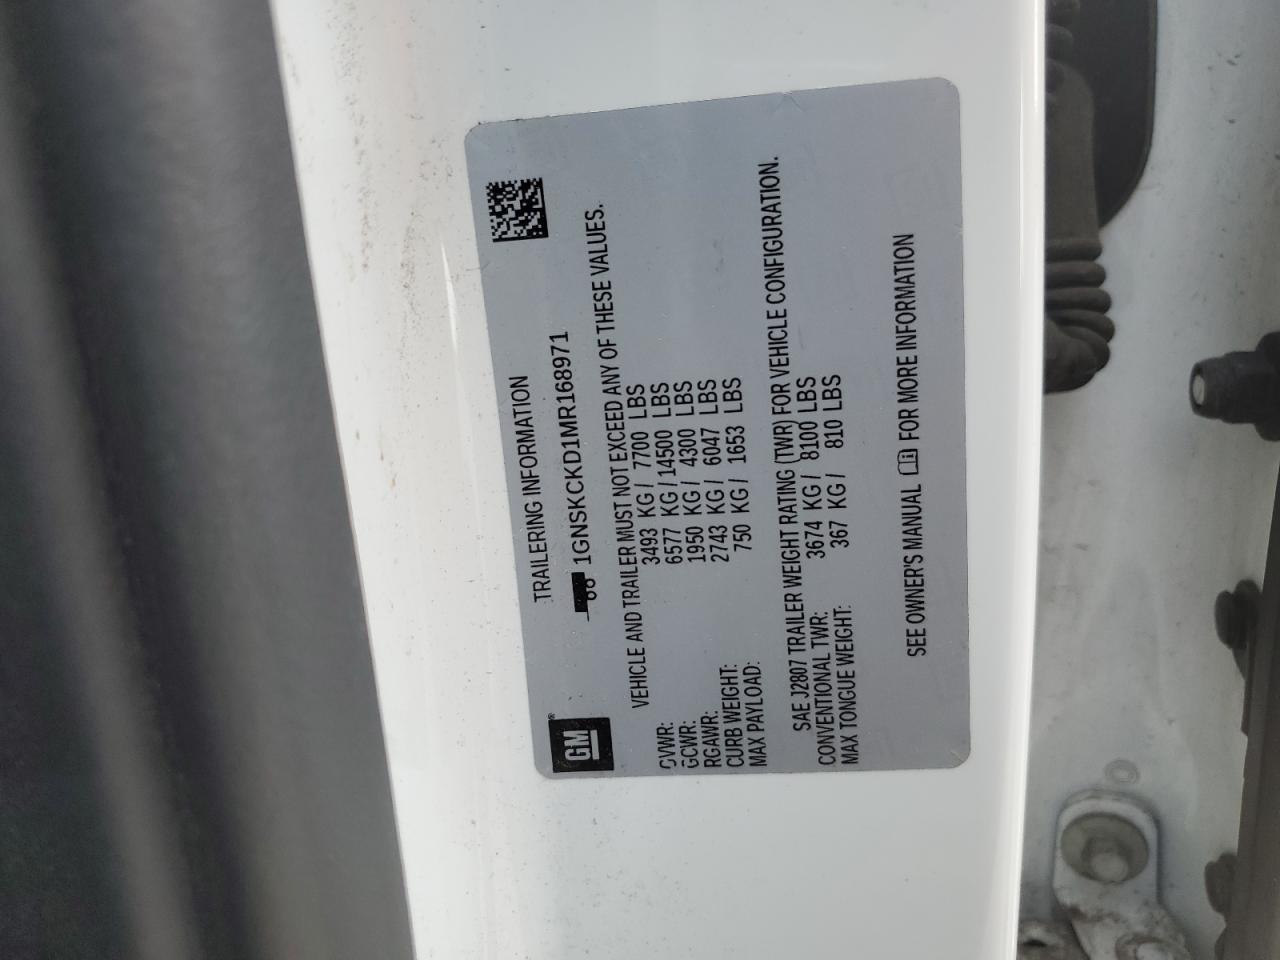 GM
TRAILERING INFORMATION
1GNSKCKD1MR168971
VEHICLE AND TRAILER MUST NOT EXCEED ANY OF THESE VALUES.
GVWR: 3493 KG / 7700 LBS
GCWR: 6577 KG / 14500 LBS
RGAWR: 1950 KG / 4300 LBS
CURB WEIGHT: 2743 KG / 6047 LBS
MAX PAYLOAD: 750 KG / 1653 LBS
SAE J2807 TRAILER WEIGHT RATING (TWR) FOR VEHICLE CONFIGURATION.
CONVENTIONAL TWR: 3674 KG / 8100 LBS
MAX TONGUE WEIGHT: 367 KG / 810 LBS
SEE OWNER'S MANUAL FOR MORE INFORMATION